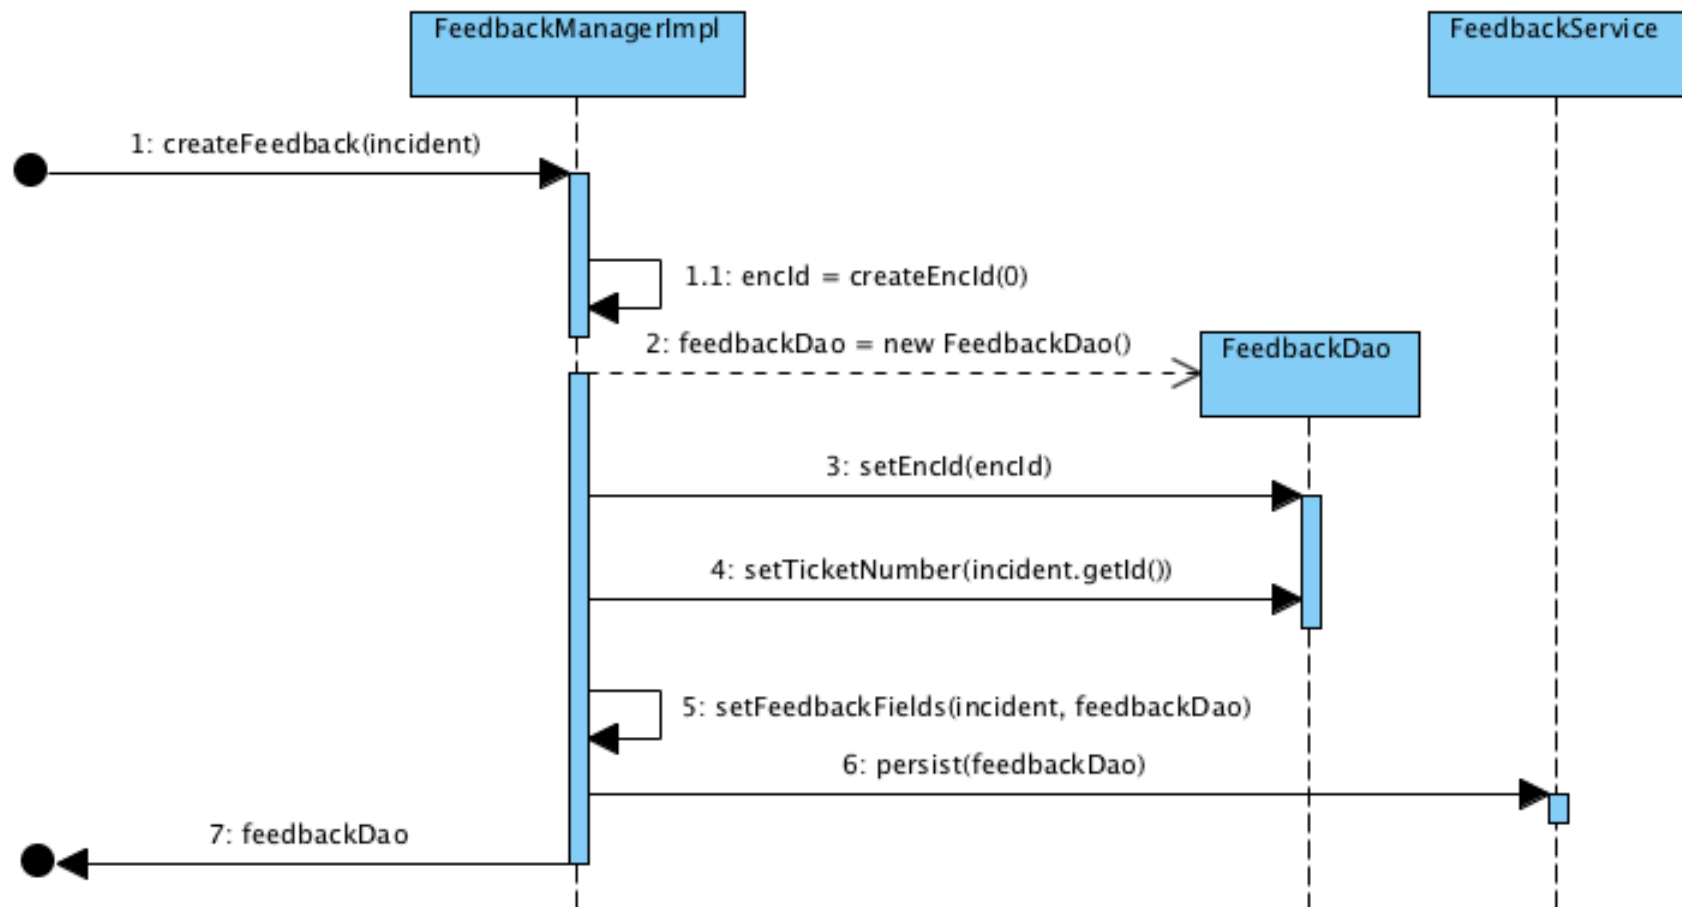 FeedbackManagerImpl
FeedbackService
1: createFeedback(incident)
1.1: encId = createEncId(0)
2: feedbackDao = new FeedbackDao()
FeedbackDao
3: setEncId(encId)
4: setTicketNumber(incident.getId())
5: setFeedbackFields(incident, feedbackDao)
6: persist(feedbackDao)
7: feedbackDao